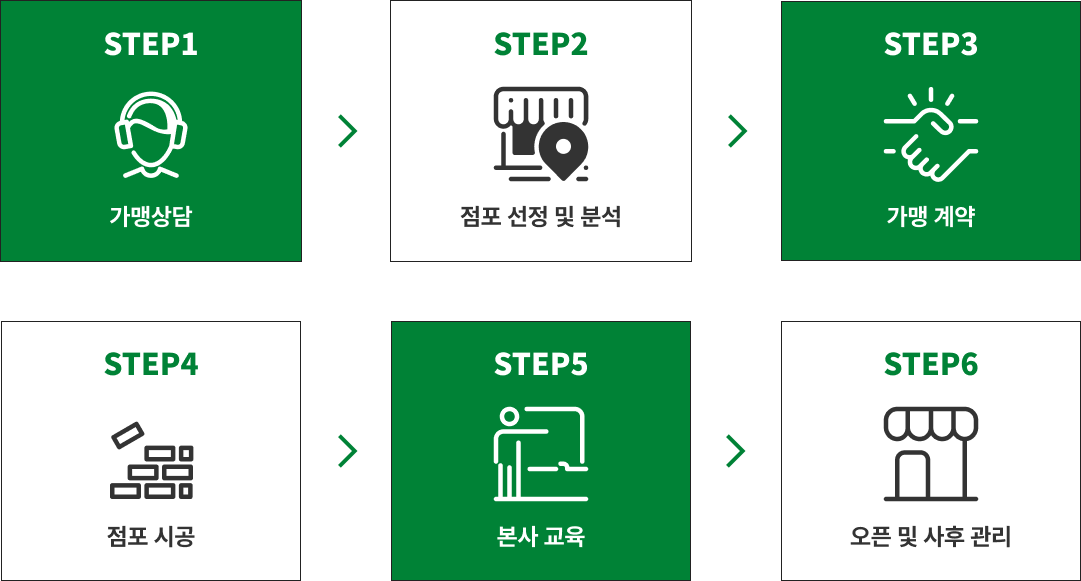 STEP1
가맹상담
STEP2
점포 선정 및 분석
STEP3
가맹 계약
STEP4
점포 시공
STEP5
본사 교육
STEP6
오픈 및 사후 관리